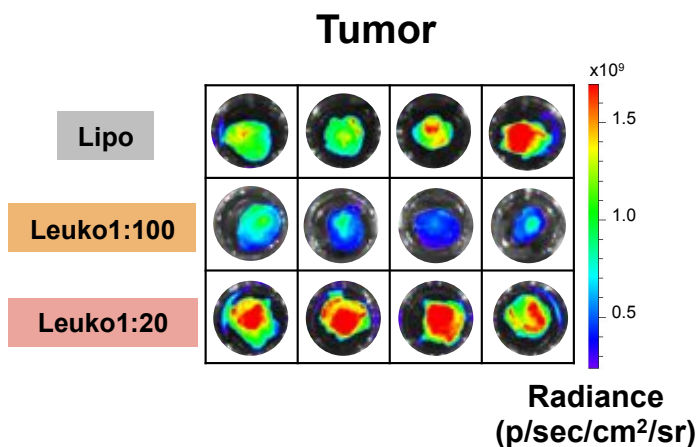 Tumor
x10⁹
Lipo
1.5
Leuko1:100
1.0
Leuko1:20
0.5
Radiance
(p/sec/cm²/sr)